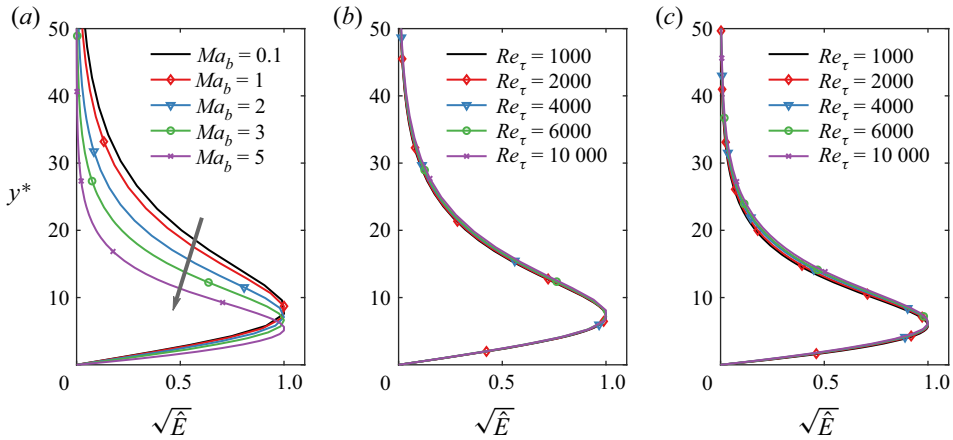 (a)
50
40
30
20
10
0
y*
Ma_b = 0.1
Ma_b = 1
Ma_b = 2
Ma_b = 3
Ma_b = 5
0.5
1.0
√Ê
(b)
50
40
30
20
10
0
Re_τ = 1000
Re_τ = 2000
Re_τ = 4000
Re_τ = 6000
Re_τ = 10 000
0.5
1.0
√Ê
(c)
50
40
30
20
10
0
Re_τ = 1000
Re_τ = 2000
Re_τ = 4000
Re_τ = 6000
Re_τ = 10 000
0.5
1.0
√Ê